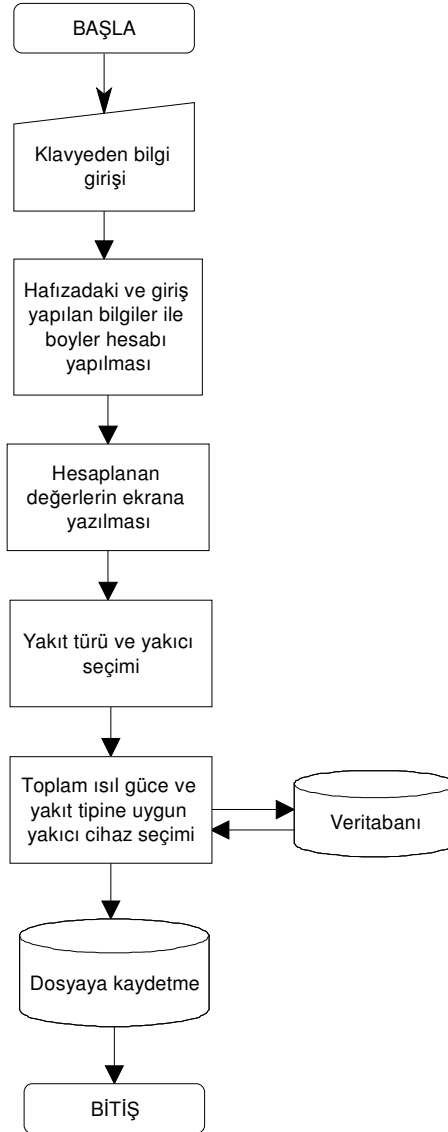 BAŞLA
Klavyeden bilgi
girişi
Hafızadaki ve giriş
yapılan bilgiler ile
boyler hesabı
yapılması
Hesaplanan
değerlerin ekrana
yazılması
Yakıt türü ve yakıcı
seçimi
Toplam ısıl güce ve
yakıt tipine uygun
yakıcı cihaz seçimi
Veritabanı
Dosyaya kaydetme
BİTİŞ